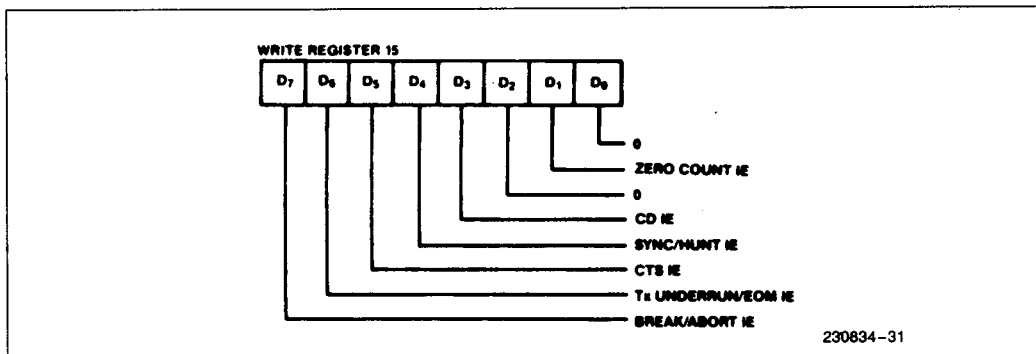 WRITE REGISTER 15
D7 D6 D5 D4 D3 D2 D1 D0
0
ZERO COUNT IE
0
CD IE
SYNC/HUNT IE
CTS IE
Tx UNDERRUN/EOM IE
BREAK/ABORT IE
230834-31